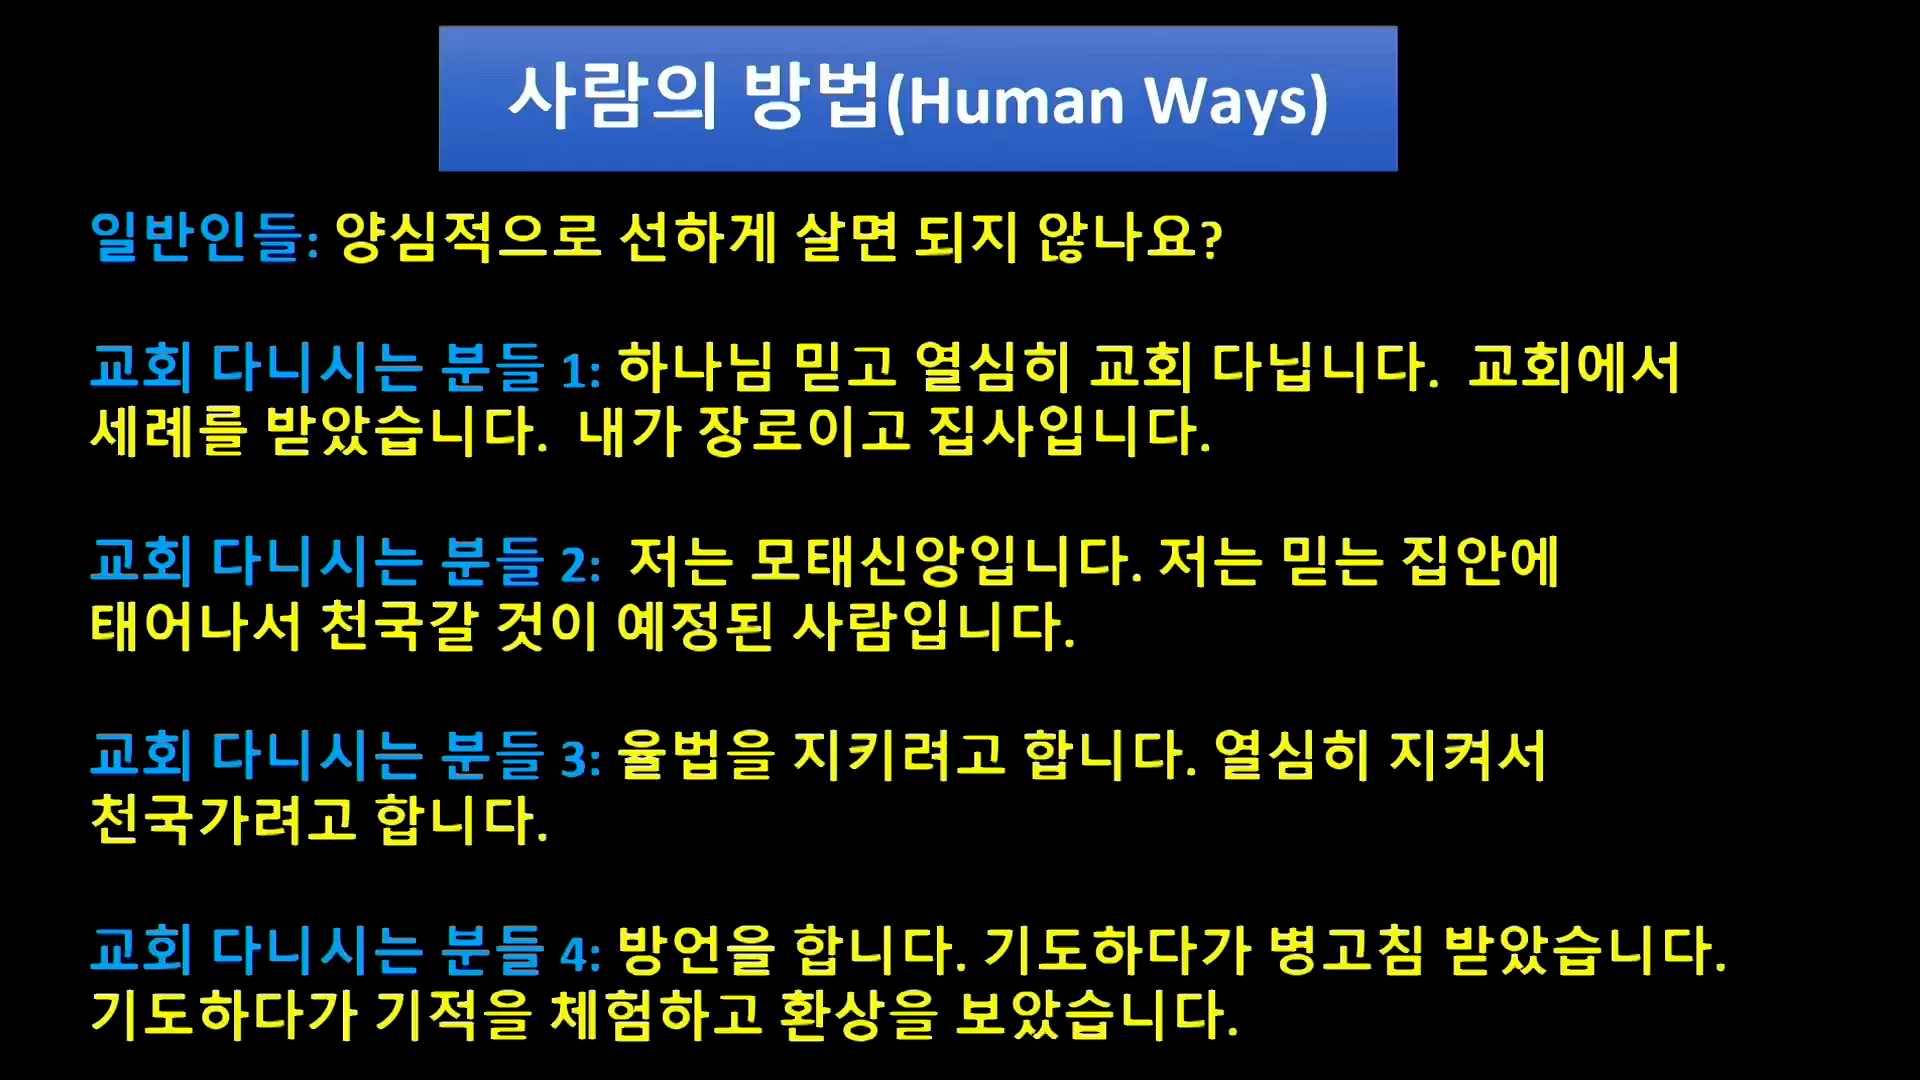 사람의 방법(Human Ways)
일반인들: 양심적으로 선하게 살면 되지 않나요?
교회 다니시는 분들 1: 하나님 믿고 열심히 교회 다닙니다. 교회에서
세례를 받았습니다. 내가 장로이고 집사입니다.
교회 다니시는 분들 2: 저는 모태신앙입니다. 저는 믿는 집안에
태어나서 천국갈 것이 예정된 사람입니다.
교회 다니시는 분들 3: 율법을 지키려고 합니다. 열심히 지켜서
천국가려고 합니다.
교회 다니시는 분들 4: 방언을 합니다. 기도하다가 병고침 받았습니다.
기도하다가 기적을 체험하고 환상을 보았습니다.